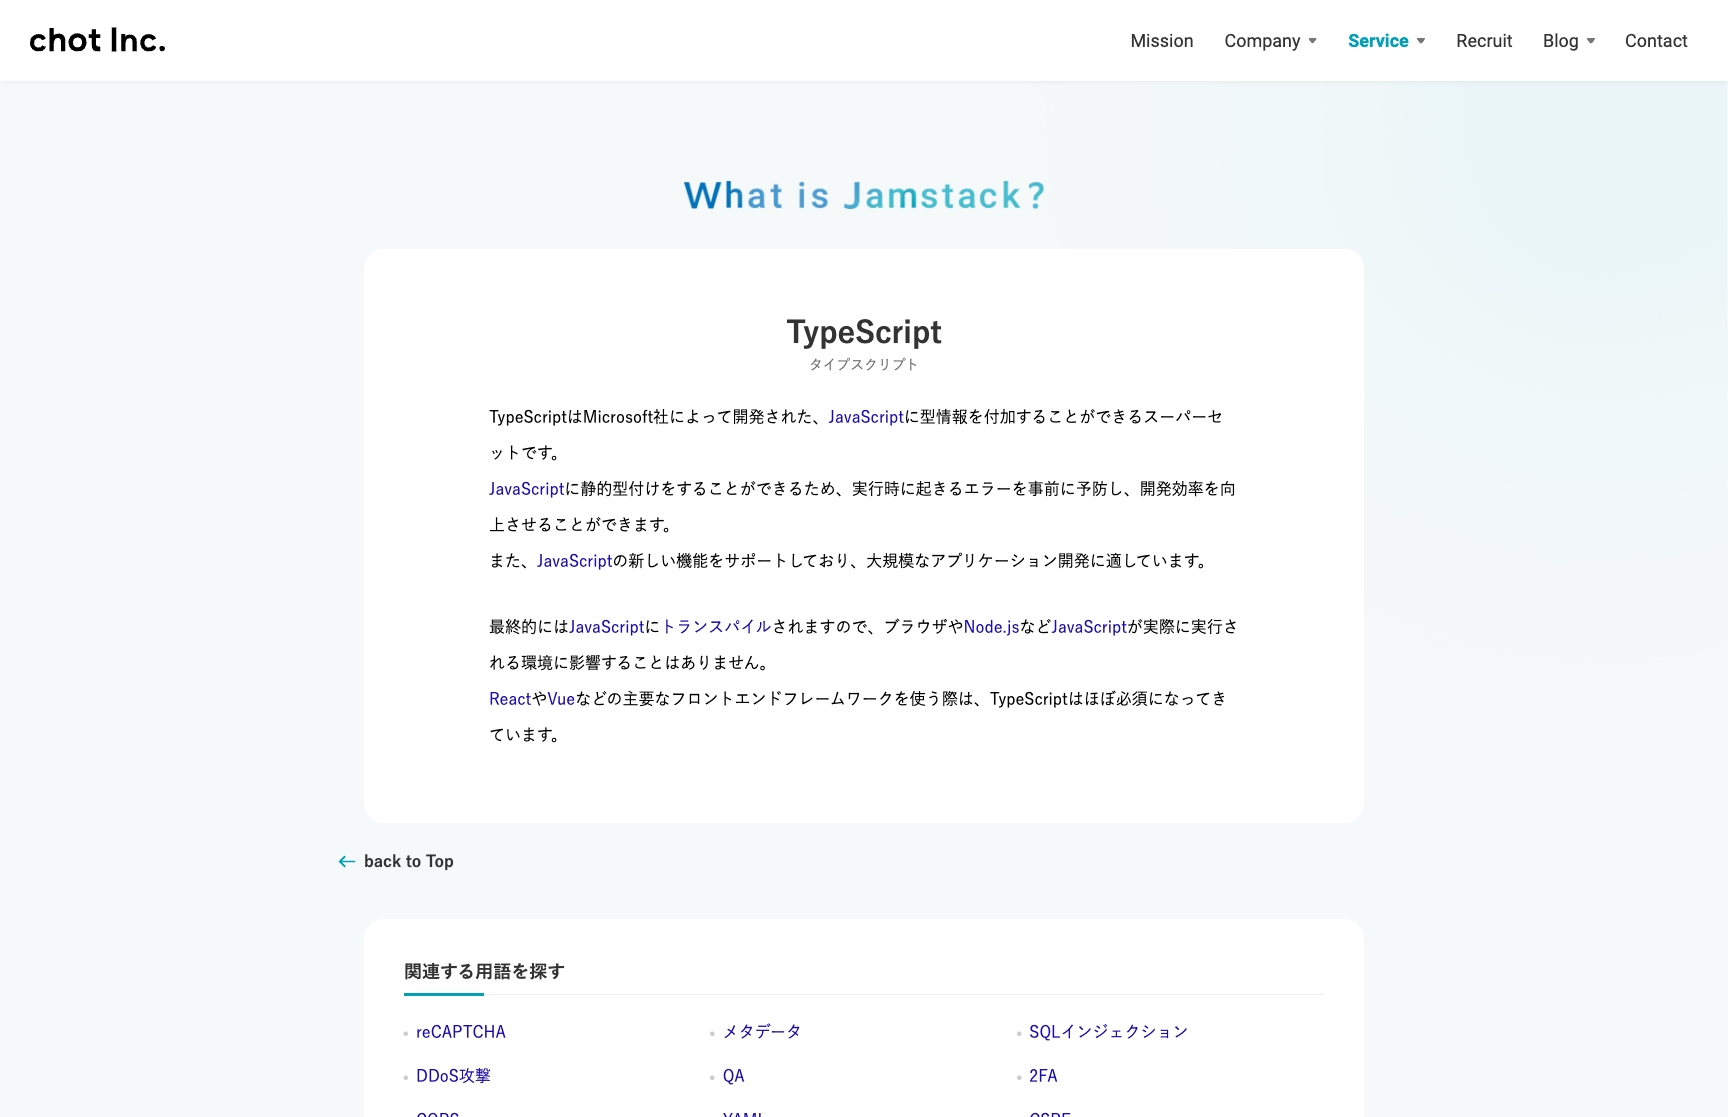 chot Inc.
Mission Company Service Recruit Blog Contact
What is Jamstack?
TypeScript
タイプスクリプト
TypeScriptはMicrosoft社によって開発された、JavaScriptに型情報を付加することができるスーパーセ
ットです。
JavaScriptに静的型付けをすることができるため、実行時に起きるエラーを事前に予防し、開発効率を向
上させることができます。
また、JavaScriptの新しい機能をサポートしており、大規模なアプリケーション開発に適しています。
最終的にはJavaScriptにトランスパイルされますので、ブラウザやNode.jsなどJavaScriptが実際に実行さ
れる環境に影響することはありません。
ReactやVueなどの主要なフロントエンドフレームワークを使う際は、TypeScriptはほぼ必須になってき
ています。
back to Top
関連する用語を探す
reCAPTCHA メタデータ SQLインジェクション
DDoS攻撃 QA 2FA